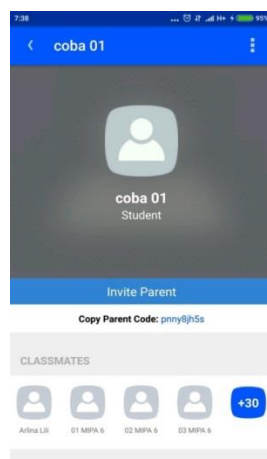 7:38 ... H+ 95%
coba 01
coba 01
Student
Invite Parent
Copy Parent Code: pnny8jh5s
CLASSMATES
+30
Arlina Lili 01 MIPA 6 02 MIPA 6 03 MIPA 6